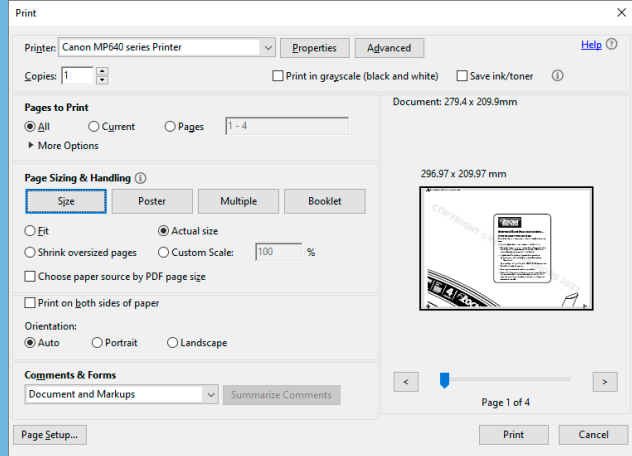 Print
Printer: Canon MP640 series Printer Properties Advanced Help
Copies: 1 Print in grayscale (black and white) Save ink/toner
Pages to Print
All Current Pages 1 - 4
More Options
Page Sizing & Handling
Size Poster Multiple Booklet
Fit Actual size
Shrink oversized pages Custom Scale: 100 %
Choose paper source by PDF page size
Print on both sides of paper
Orientation:
Auto Portrait Landscape
Comments & Forms
Document and Markups Summarize Comments
Document: 279.4 x 209.9mm
296.97 x 209.97 mm
COPYRIGHT
< >
Page 1 of 4
Page Setup... Print Cancel